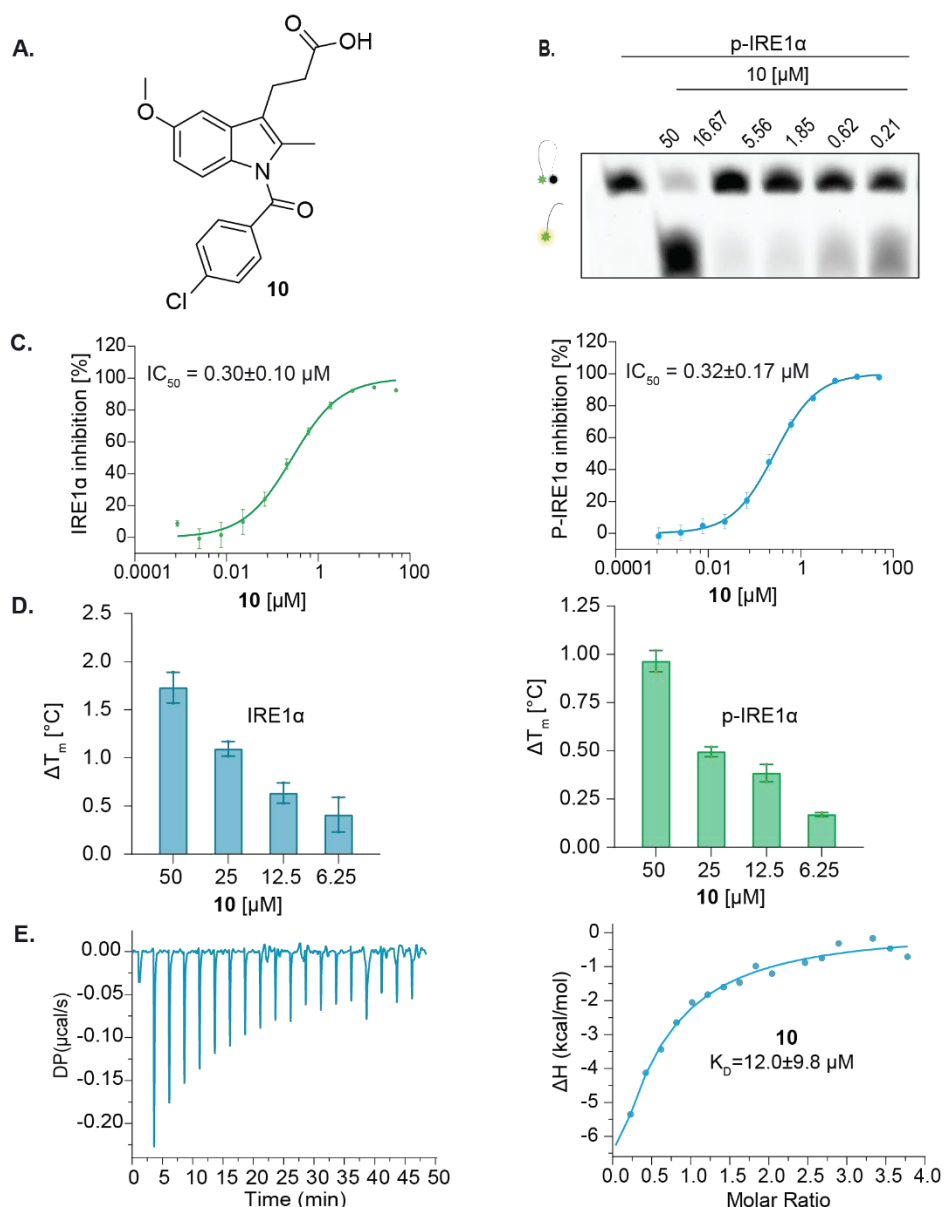 A.
OH
O
O
N
O
Cl
10
B.
p-IRE1α
10 [µM]
50 16.67 5.56 1.85 0.62 0.21
C.
IRE1α inhibition [%]
120
100
80
60
40
20
0
IC50 = 0.30±0.10 µM
0.0001 0.01 1 100
10 [µM]
P-IRE1α inhibition [%]
120
100
80
60
40
20
0
IC50 = 0.32±0.17 µM
0.0001 0.01 1 100
10 [µM]
D.
ΔTm [°C]
2.5
2.0
1.5
1.0
0.5
0.0
IRE1α
50 25 12.5 6.25
10 [µM]
ΔTm [°C]
1.25
1.00
0.75
0.50
0.25
0.00
p-IRE1α
50 25 12.5 6.25
10 [µM]
E.
DP(µcal/s)
0.00
-0.05
-0.10
-0.15
-0.20
0 5 10 15 20 25 30 35 40 45 50
Time (min)
ΔH (kcal/mol)
0
-1
-2
-3
-4
-5
-6
10
KD=12.0±9.8 µM
0.0 0.5 1.0 1.5 2.0 2.5 3.0 3.5 4.0
Molar Ratio